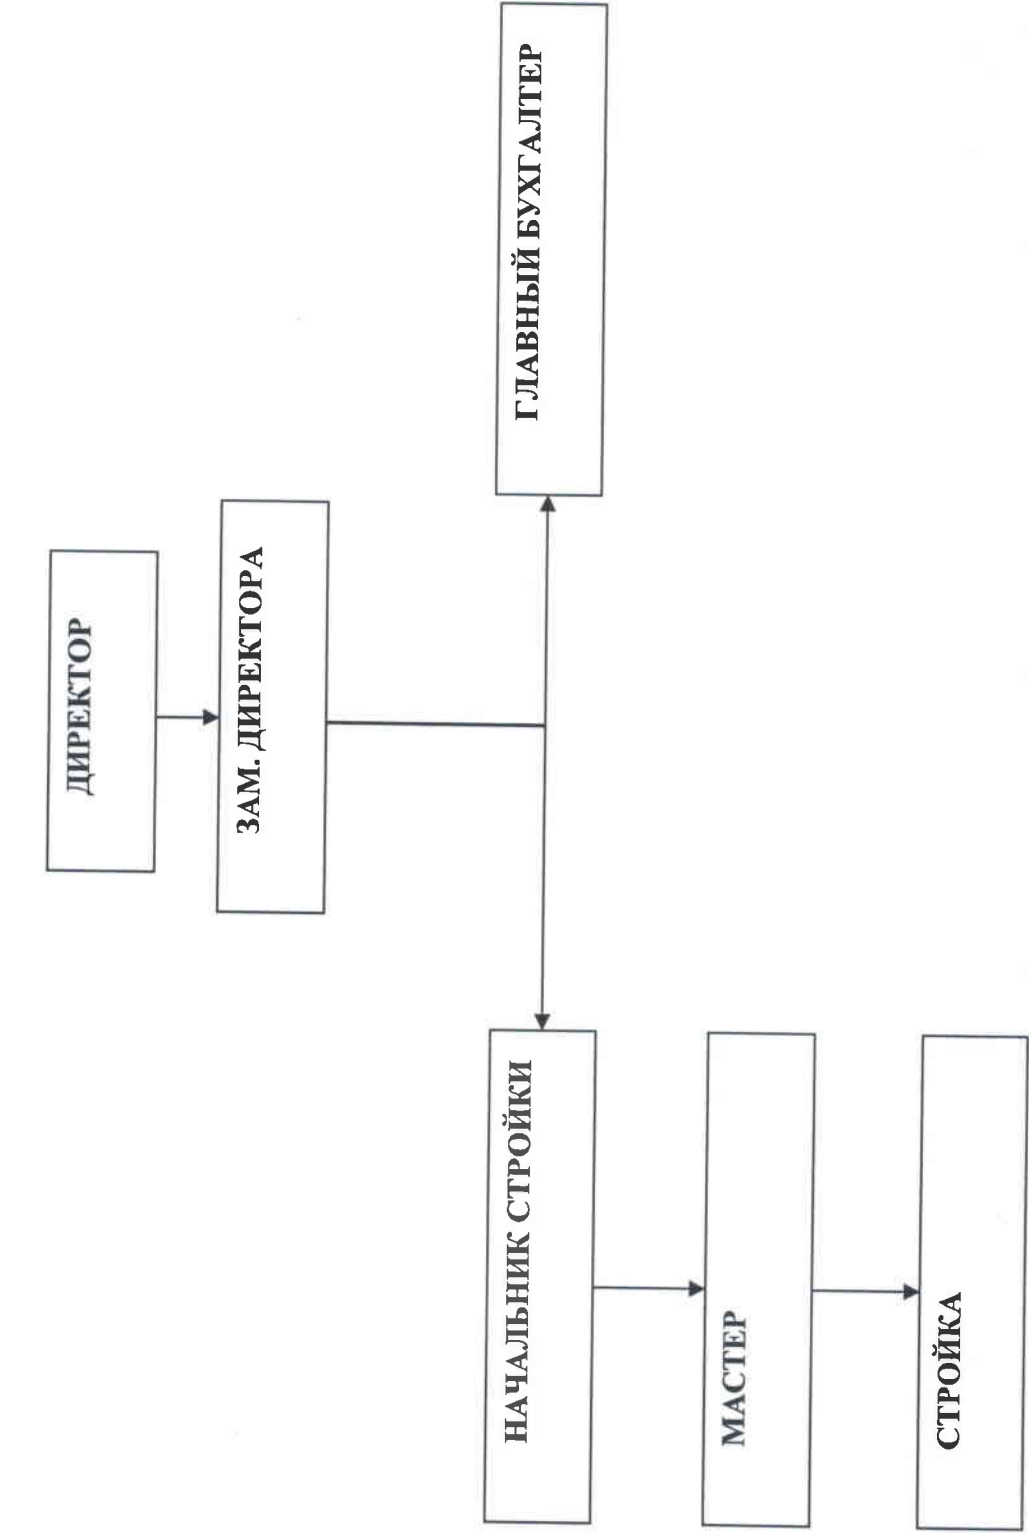 ДИРЕКТОР
ЗАМ. ДИРЕКТОРА
НАЧАЛЬНИК СТРОЙКИ
ГЛАВНЫЙ БУХГАЛТЕР
МАСТЕР
СТРОЙКА